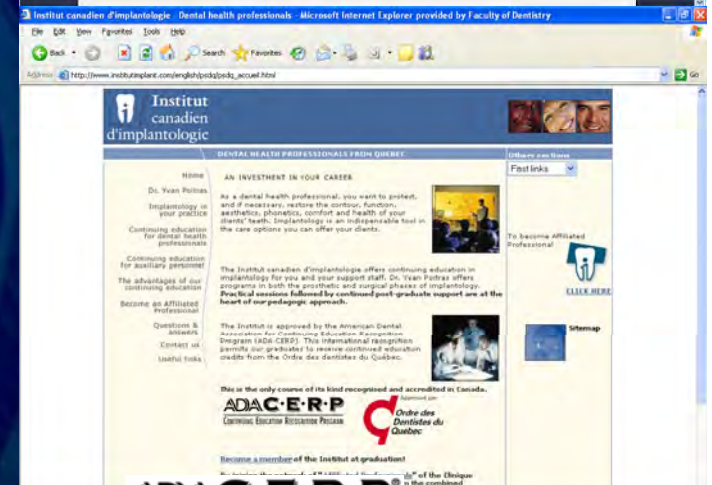 Institut canadien d'implantologie - Dental health professionals - Microsoft Internet Explorer provided by Faculty of Dentistry
File Edit View Favorites Tools Help
Back Search Favorites
Address http://www.institutimplant.com/english/psdq/psdq_accueil.html Go
Institut
canadien
d'implantologie
DENTAL HEALTH PROFESSIONALS FROM QUEBEC
Others sections
Fast links
Home
Dr. Yvan Poitras
Implantology in
your practice
Continuing education
for dental health
professionals
Continuing education
for auxiliary personnel
The advantages of our
continuing education
Become an Affiliated
Professional
Questions &
answers
Contact us
Useful links
AN INVESTMENT IN YOUR CAREER
As a dental health professional, you want to protect,
and if necessary, restore the contour, function,
aesthetics, phonetics, comfort and health of your
clients' teeth. Implantology is an indispensable tool in
the care options you can offer your clients.
The Institut canadien d'implantologie offers continuing education in
implantology for you and your support staff. Dr. Yvan Poitras offers
programs in both the prosthetic and surgical phases of implantology.
Practical sessions followed by continued post-graduate support are at the
heart of our pedagogic approach.
The Institut is approved by the American Dental
Association for Continuing Education Recognition
Program (ADA CERP). This international recognition
permits our graduates to receive continued education
credits from the Ordre des dentistes du Québec.
This is the only course of its kind recognized and accredited in Canada.
ADA C·E·R·P
CONTINUING EDUCATION RECOGNITION PROGRAM
Ordre des
Dentistes du
Québec
Become a member of the Institut at graduation!
of the Clinique
in the combined
ADA C·E·R·P ®
To become Affiliated
Professional
CLICK HERE
Sitemap